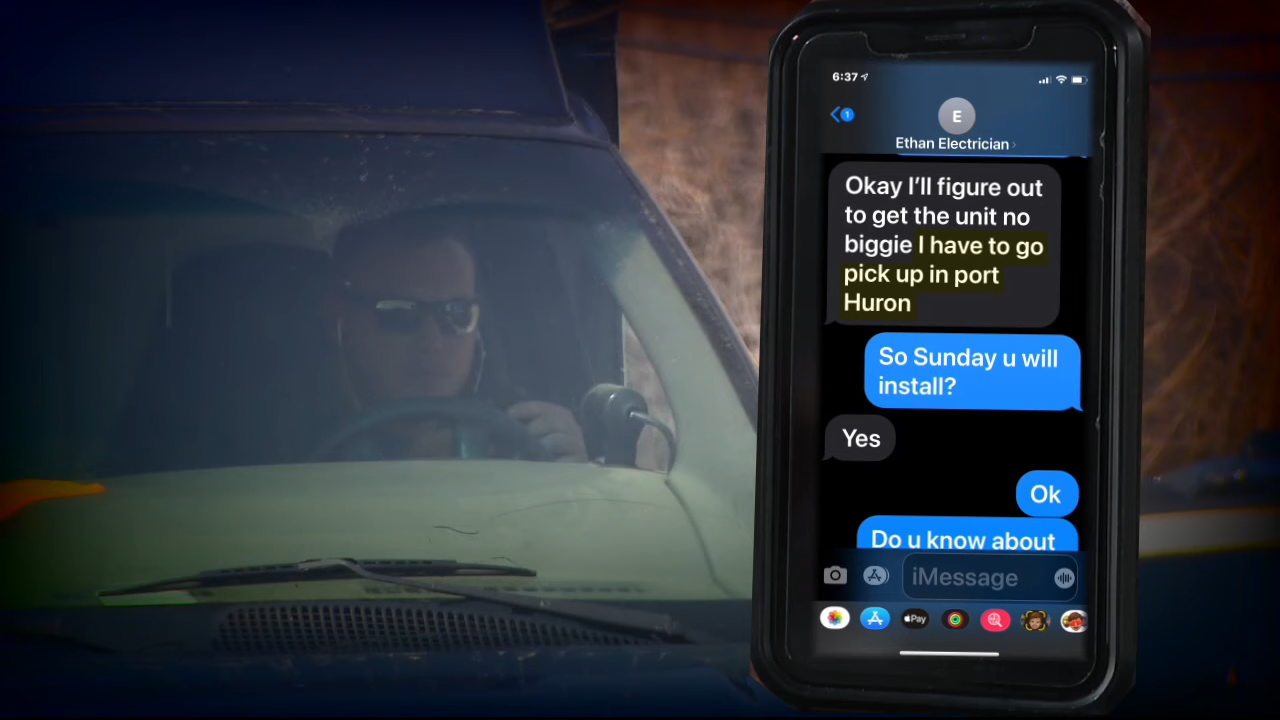 6:37
1
E
Ethan Electrician
Okay I'll figure out
to get the unit no
biggie I have to go
pick up in port
Huron
So Sunday u will
install?
Yes
Ok
Do u know about
iMessage
Pay